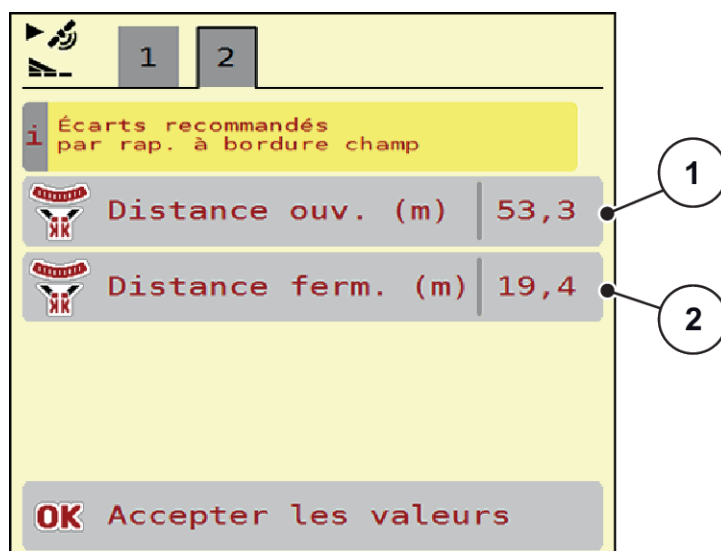 1 2
i Écarts recommandés
par rap. à bordure champ
Distance ouv. (m) 53,3
1
Distance ferm. (m) 19,4
2
OK Accepter les valeurs